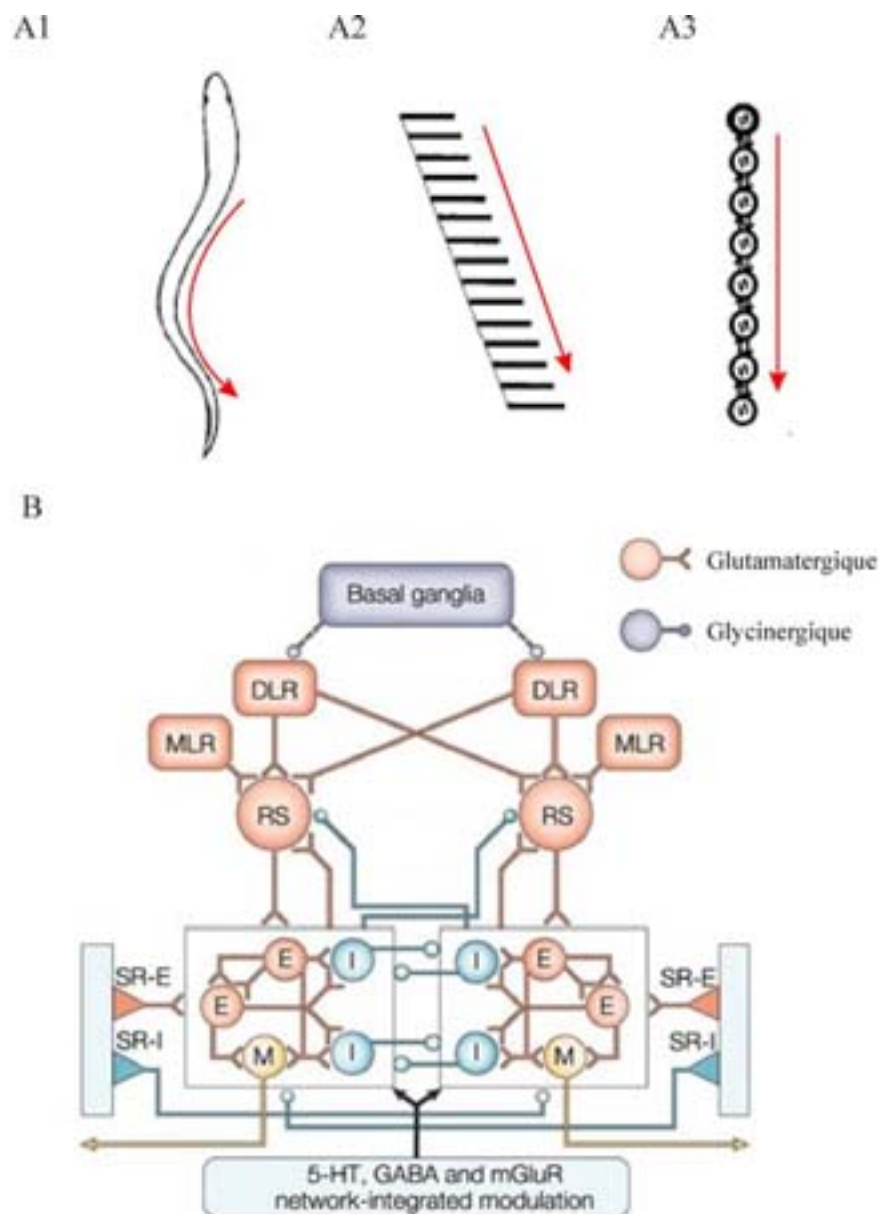 A1 A2 A3
B
Glutamatergique
Basal ganglia
Glycinergique
DLR DLR
MLR MLR
RS RS
E I I E
SR-E SR-E
E E
SR-I SR-I
M I I M
5-HT, GABA and mGluR
network-integrated modulation